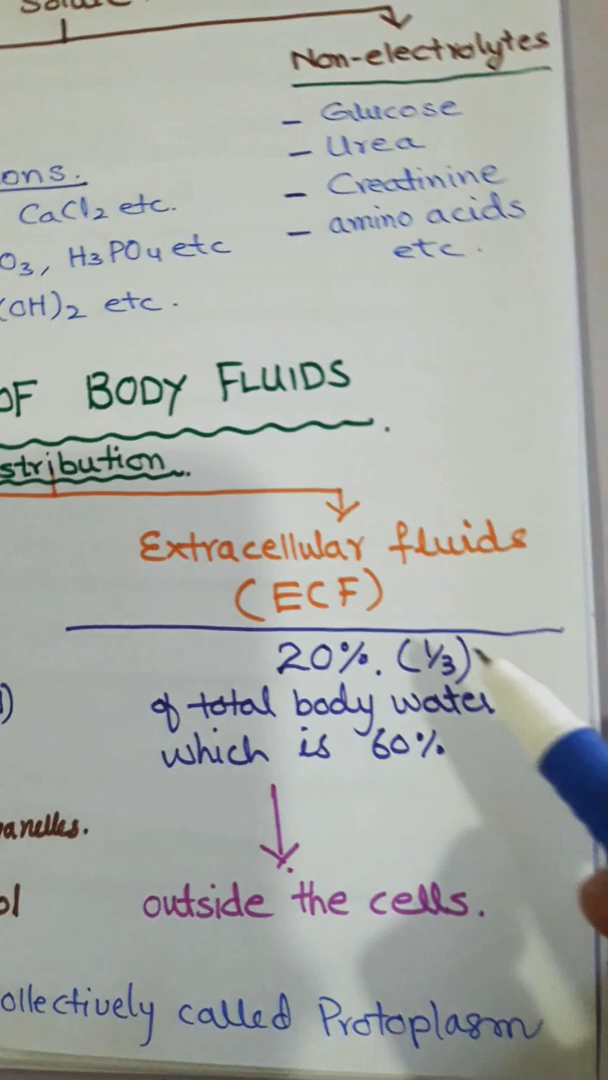 Non-electrolytes
- Glucose
- Urea
- Creatinine
- amino acids
etc.
ons.
CaCl2 etc.
O3, H3PO4 etc
(OH)2 etc.
OF BODY FLUIDS.
stribution.
Extracellular fluids
(ECF)
20%. (1/3)
of total body water
which is 60%
anelles.
ol
outside the cells.
ollectively called Protoplasm